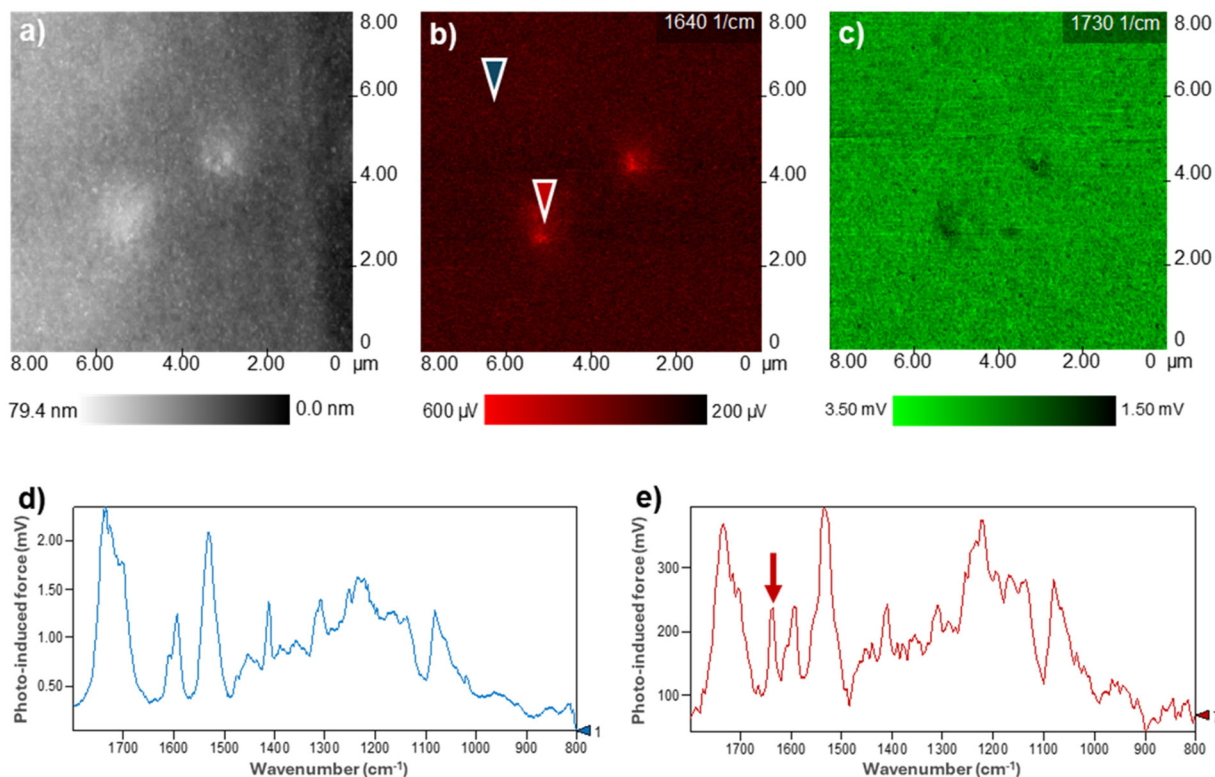 a)
8.00
6.00
4.00
2.00
0
8.00 6.00 4.00 2.00 0 µm
79.4 nm 0.0 nm
b)
1640 1/cm
8.00
6.00
4.00
2.00
0
8.00 6.00 4.00 2.00 0 µm
600 µV 200 µV
c)
1730 1/cm
8.00
6.00
4.00
2.00
0
8.00 6.00 4.00 2.00 0 µm
3.50 mV 1.50 mV
d)
Photo-induced force (mV)
2.00
1.50
1.00
0.50
1
1700 1600 1500 1400 1300 1200 1100 1000 900 800
Wavenumber (cm⁻¹)
e)
Photo-induced force (mV)
300
200
100
1700 1600 1500 1400 1300 1200 1100 1000 900 800
Wavenumber (cm⁻¹)